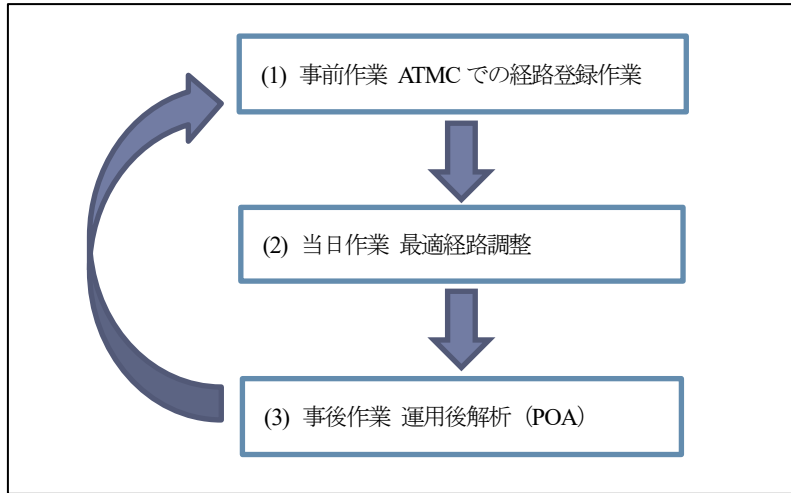 (1) 事前作業 ATMC での経路登録作業
(2) 当日作業 最適経路調整
(3) 事後作業 運用後解析（POA）